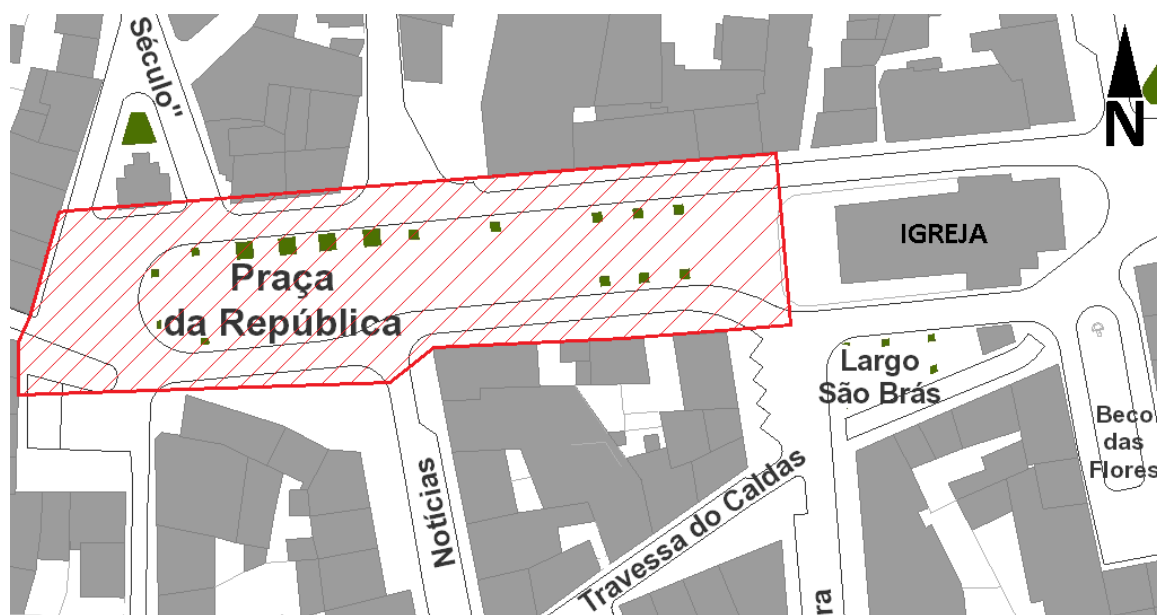 Século"
N
IGREJA
Praça
da República
Largo
São Brás
Beco
das
Flores
Notícias
Travessa do Caldas
ra